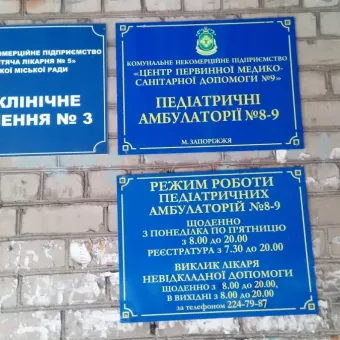 КОМЕРЦІЙНЕ ПІДПРИЄМСТВО
ТЯЧА ЛІКАРНЯ № 5»
КОЇ МІСЬКОЇ РАДИ
КЛІНІЧНЕ
ЕННЯ № 3
КОМУНАЛЬНЕ НЕКОМЕРЦІЙНЕ ПІДПРИЄМСТВО
«ЦЕНТР ПЕРВИННОЇ МЕДИКО-
САНІТАРНОЇ ДОПОМОГИ №9»
ПЕДІАТРИЧНІ
АМБУЛАТОРІЇ №8-9
М. ЗАПОРІЖЖЯ
РЕЖИМ РОБОТИ
ПЕДІАТРИЧНИХ
АМБУЛАТОРІЙ №8-9
ЩОДЕННО
З ПОНЕДІЛКА ПО П'ЯТНИЦЮ
з 8.00 до 20.00
РЕЄСТРАТУРА з 7.30 до 20.00
ВИКЛИК ЛІКАРЯ
НЕВІДКЛАДНОЇ ДОПОМОГИ
ЩОДЕННО з 8.00 до 20.00,
В ВИХІДНІ з 8.00 до 20.00,
за телефоном 224-79-87